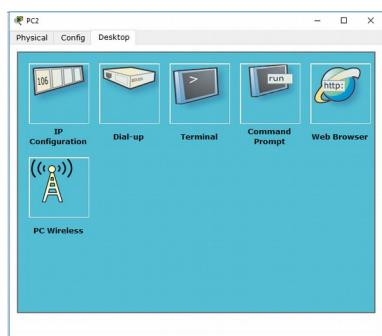 PC2
Physical Config Desktop
106
>
run
http:
IP Configuration
Dial-up
Terminal
Command Prompt
Web Browser
PC Wireless